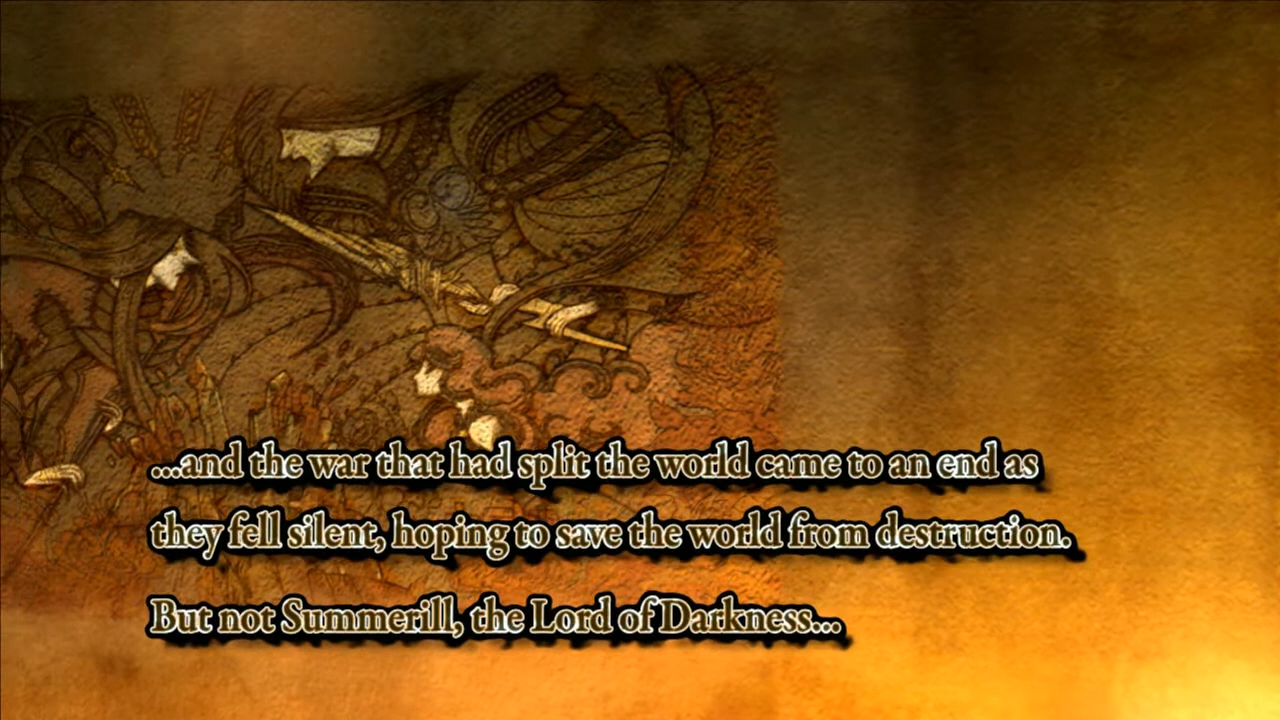 ...and the war that had split the world came to an end as
they fell silent, hoping to save the world from destruction.
But not Summerill, the Lord of Darkness...